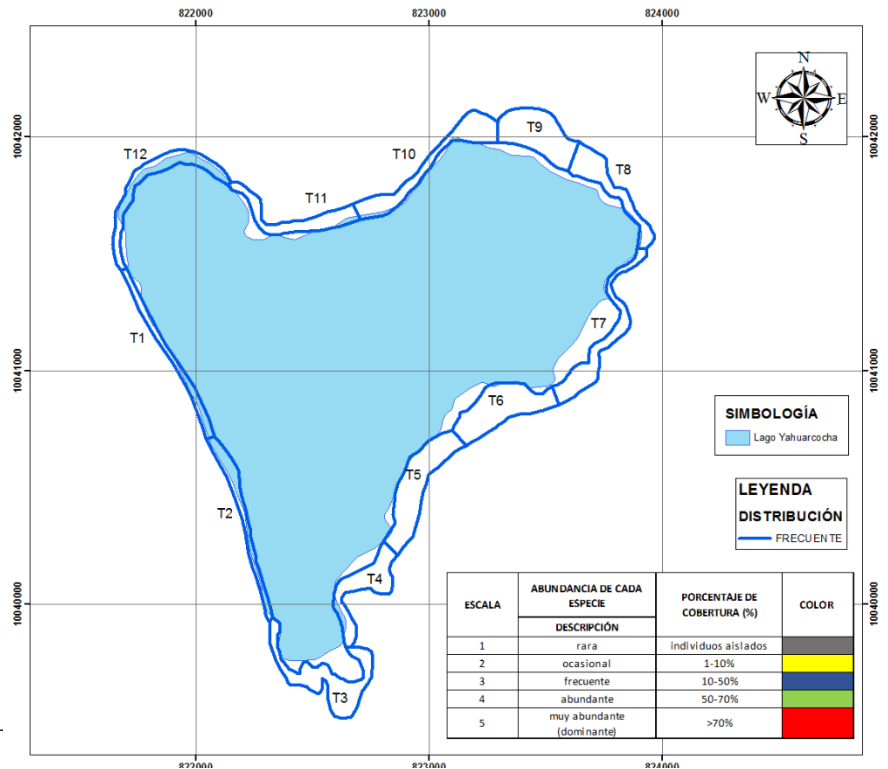 822000 823000 824000
N
W E
S
10042000 10042000
T9
T12
T10
T8
T11
T7
T1
10041000 10041000
T6
SIMBOLOGÍA
Lago Yahuarcocha
T5
LEYENDA
DISTRIBUCIÓN
FRECUENTE
T2
T4
10040000 10040000
T3
ESCALA ABUNDANCIA DE CADA ESPECIE PORCENTAJE DE COBERTURA (%) COLOR
DESCRIPCIÓN
1 rara individuos aislados
2 ocasional 1-10%
3 frecuente 10-50%
4 abundante 50-70%
5 muy abundante (dominante) >70%
822000 823000 824000